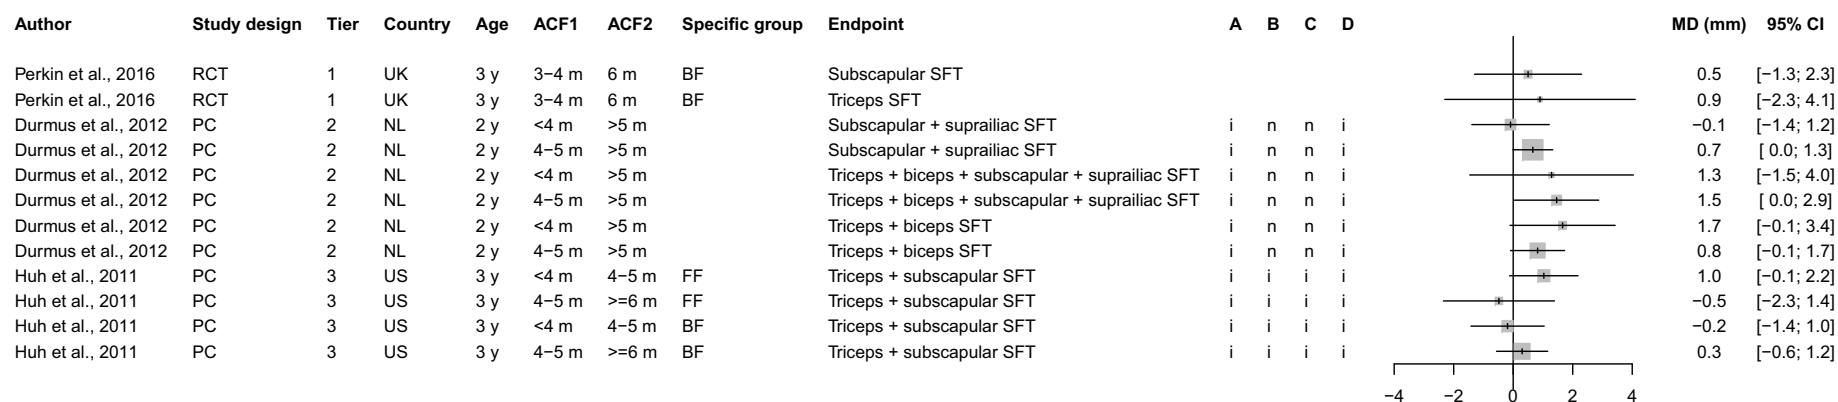 Author Study design Tier Country Age ACF1 ACF2 Specific group Endpoint A B C D MD (mm) 95% CI
Perkin et al., 2016 RCT 1 UK 3 y 3−4 m 6 m BF Subscapular SFT 0.5 [−1.3; 2.3]
Perkin et al., 2016 RCT 1 UK 3 y 3−4 m 6 m BF Triceps SFT 0.9 [−2.3; 4.1]
Durmus et al., 2012 PC 2 NL 2 y <4 m >5 m Subscapular + suprailiac SFT i n n i −0.1 [−1.4; 1.2]
Durmus et al., 2012 PC 2 NL 2 y 4−5 m >5 m Subscapular + suprailiac SFT i n n i 0.7 [ 0.0; 1.3]
Durmus et al., 2012 PC 2 NL 2 y <4 m >5 m Triceps + biceps + subscapular + suprailiac SFT i n n i 1.3 [−1.5; 4.0]
Durmus et al., 2012 PC 2 NL 2 y 4−5 m >5 m Triceps + biceps + subscapular + suprailiac SFT i n n i 1.5 [ 0.0; 2.9]
Durmus et al., 2012 PC 2 NL 2 y <4 m >5 m Triceps + biceps SFT i n n i 1.7 [−0.1; 3.4]
Durmus et al., 2012 PC 2 NL 2 y 4−5 m >5 m Triceps + biceps SFT i n n i 0.8 [−0.1; 1.7]
Huh et al., 2011 PC 3 US 3 y <4 m 4−5 m FF Triceps + subscapular SFT i i i i 1.0 [−0.1; 2.2]
Huh et al., 2011 PC 3 US 3 y 4−5 m >=6 m FF Triceps + subscapular SFT i i i i −0.5 [−2.3; 1.4]
Huh et al., 2011 PC 3 US 3 y <4 m 4−5 m BF Triceps + subscapular SFT i i i i −0.2 [−1.4; 1.0]
Huh et al., 2011 PC 3 US 3 y 4−5 m >=6 m BF Triceps + subscapular SFT i i i i 0.3 [−0.6; 1.2]
−4 −2 0 2 4